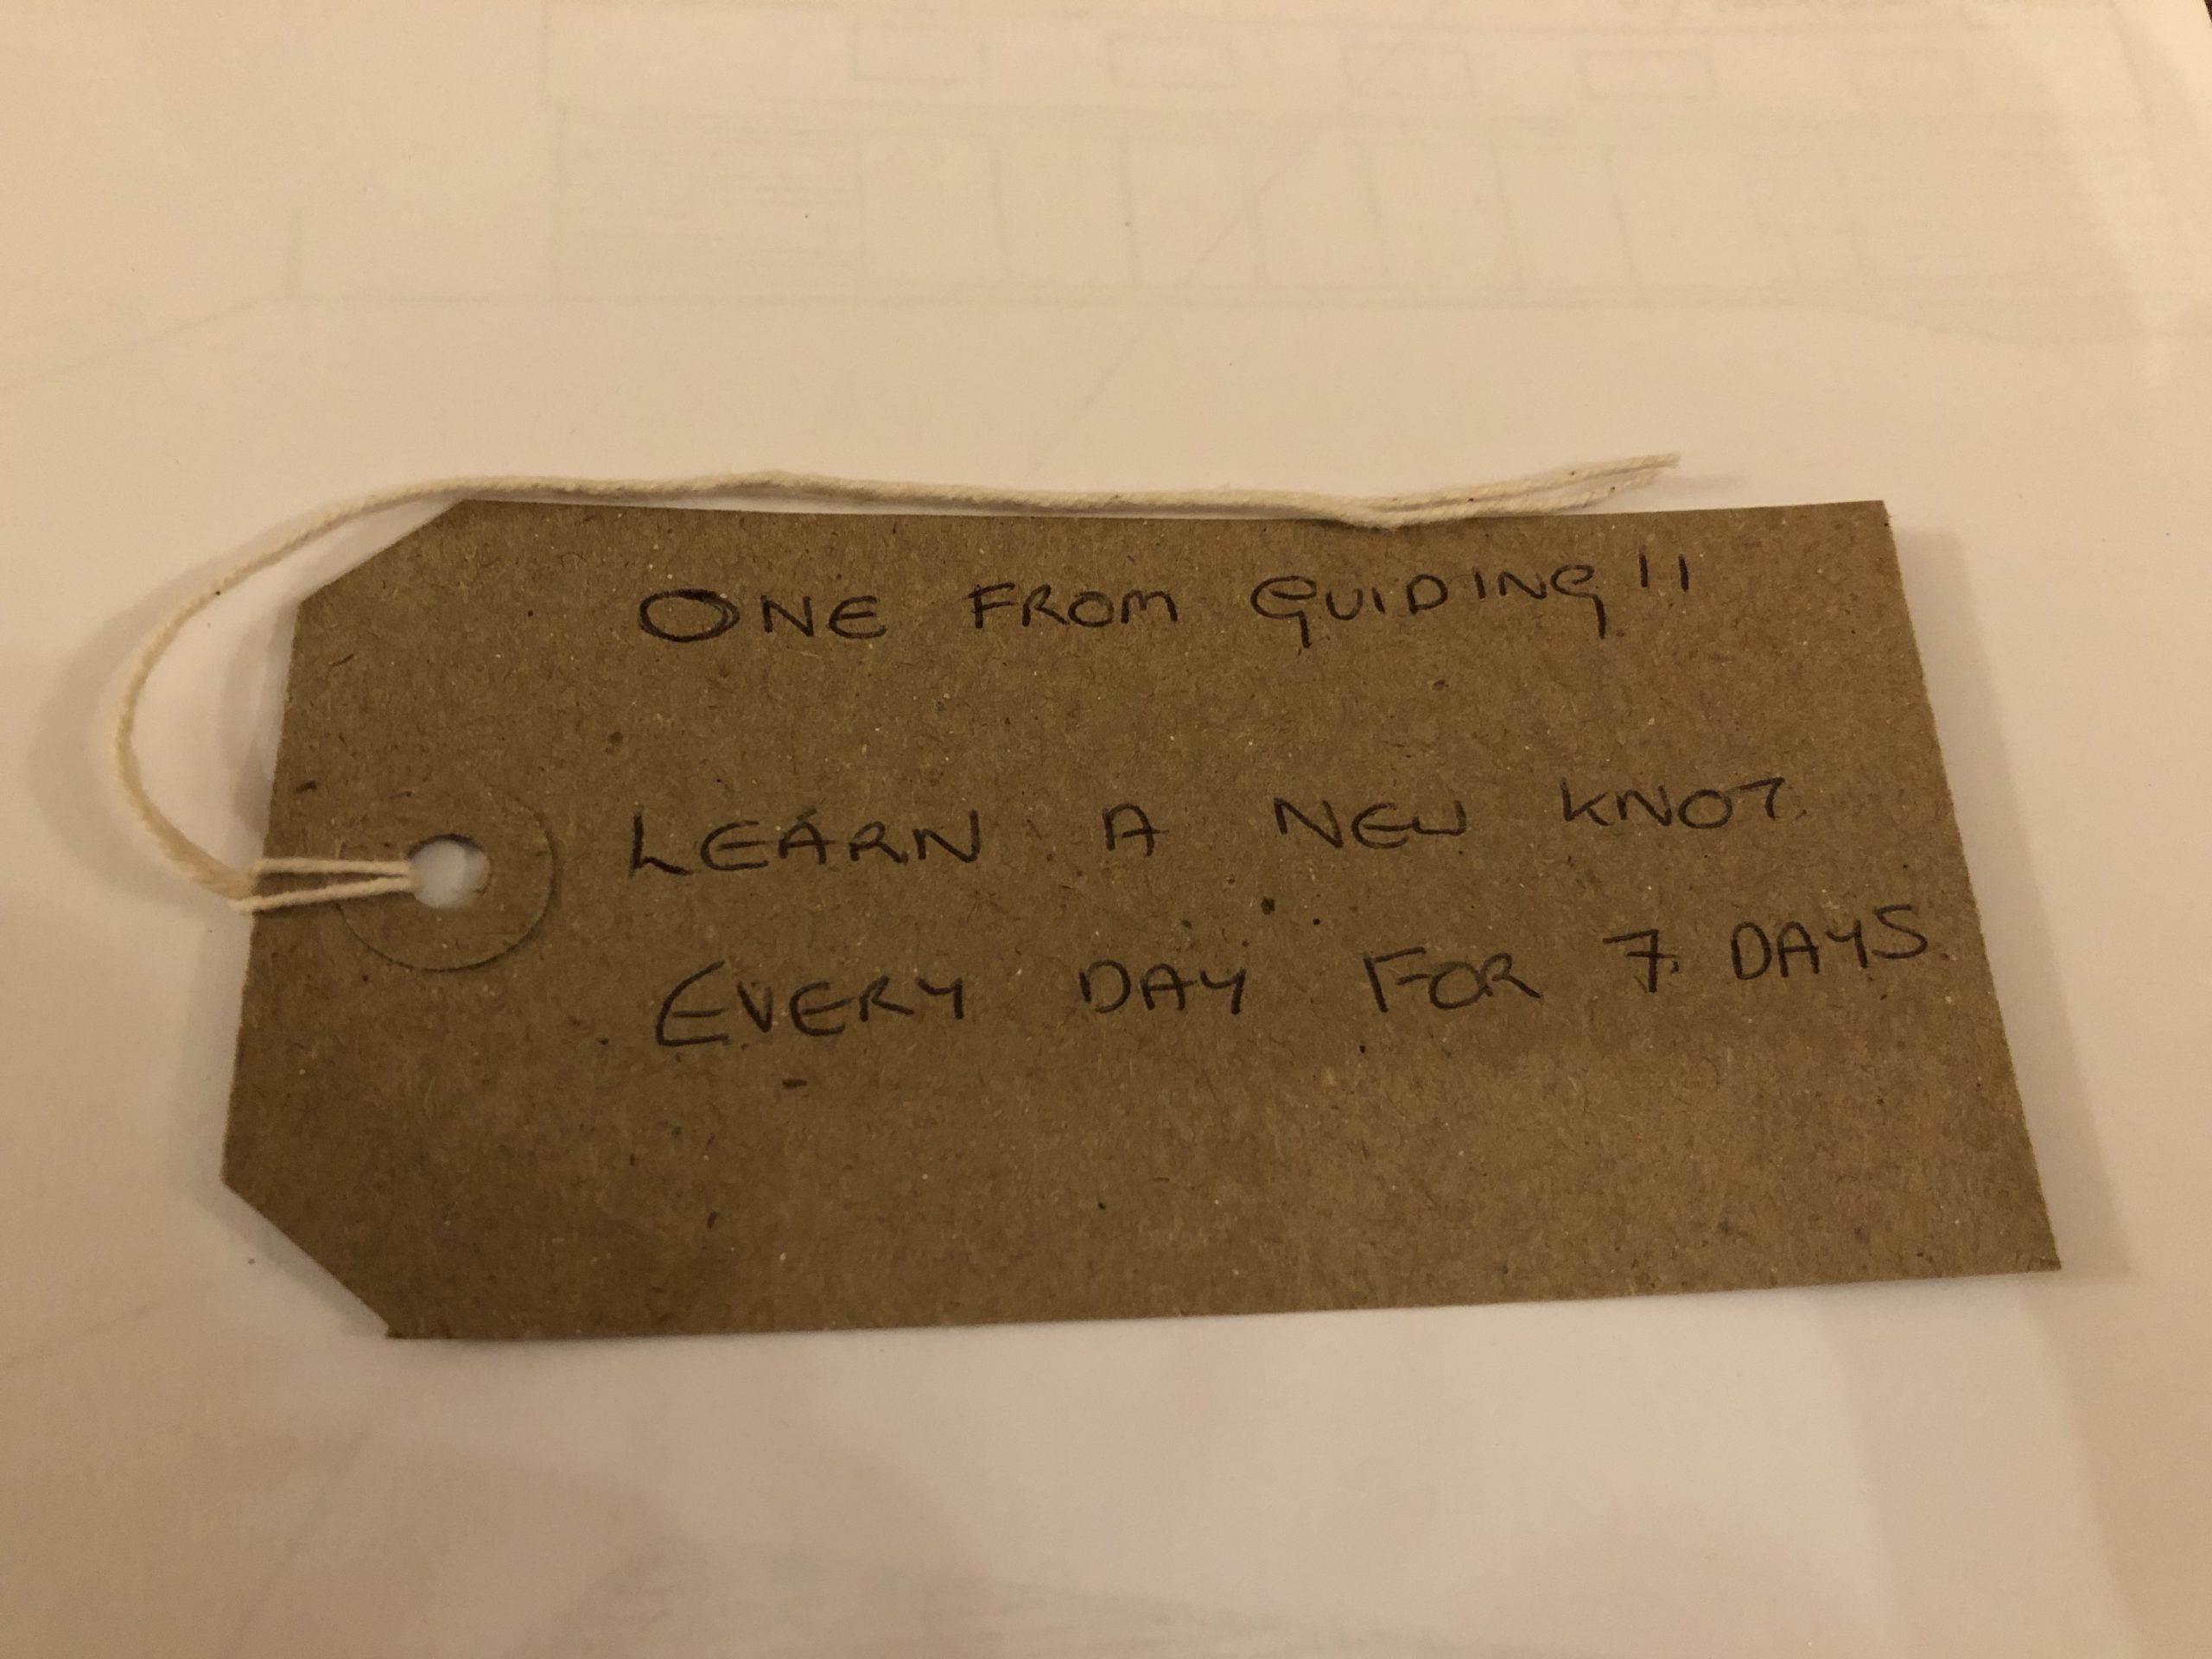 ONE FROM GUIDING!!
LEARN A NEW KNOT.
EVERY DAY FOR 7 DAYS.